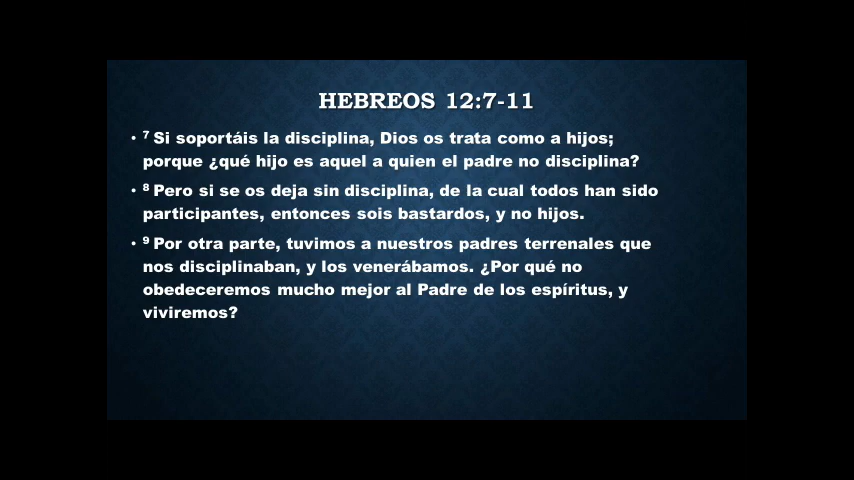 HEBREOS 12:7-11
• 7 Si soportáis la disciplina, Dios os trata como a hijos;
porque ¿qué hijo es aquel a quien el padre no disciplina?
• 8 Pero si se os deja sin disciplina, de la cual todos han sido
participantes, entonces sois bastardos, y no hijos.
• 9 Por otra parte, tuvimos a nuestros padres terrenales que
nos disciplinaban, y los venerábamos. ¿Por qué no
obedeceremos mucho mejor al Padre de los espíritus, y
viviremos?